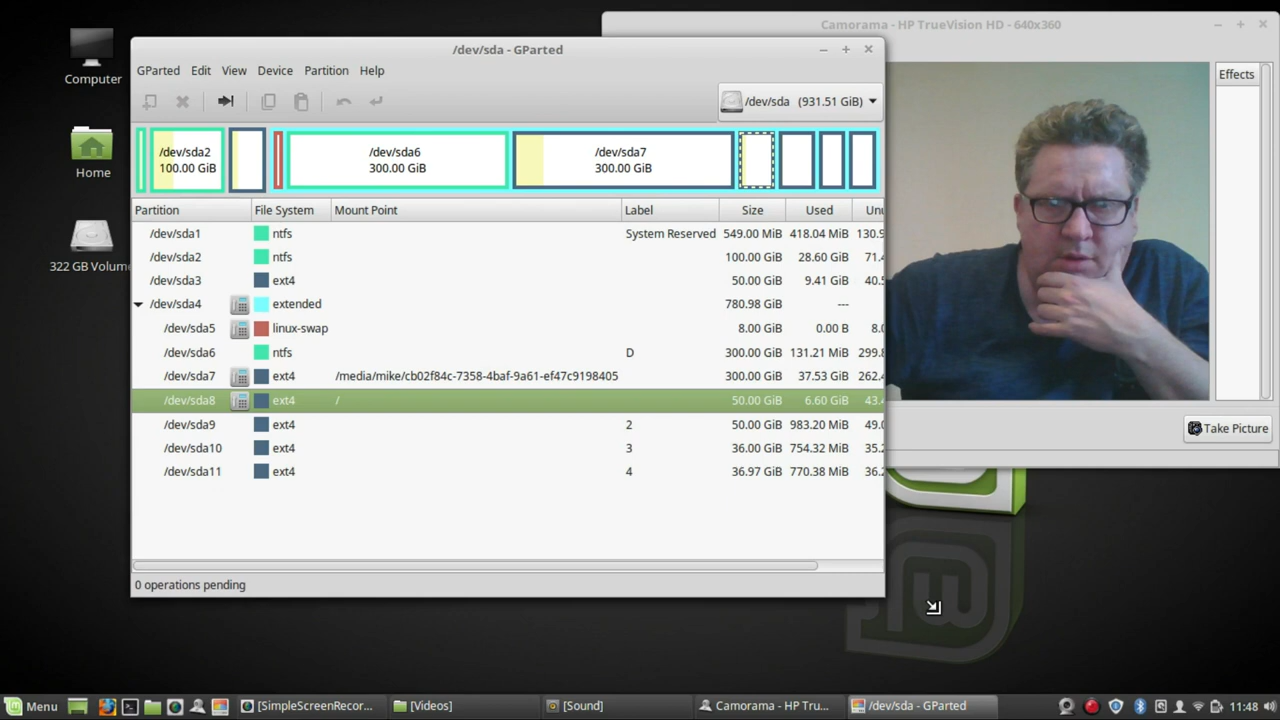 Camorama - HP TrueVision HD - 640x360
/dev/sda - GParted
Computer
GParted Edit View Device Partition Help
Effects
/dev/sda (931.51 GiB)
/dev/sda2
100.00 GiB
/dev/sda6
300.00 GiB
/dev/sda7
300.00 GiB
Home
Partition File System Mount Point Label Size Used Unu
/dev/sda1 ntfs System Reserved 549.00 MiB 418.04 MiB 130.9
/dev/sda2 ntfs 100.00 GiB 28.60 GiB 71.4
322 GB Volum
/dev/sda3 ext4 50.00 GiB 9.41 GiB 40.5
/dev/sda4 extended 780.98 GiB ---
/dev/sda5 linux-swap 8.00 GiB 0.00 B 8.0
/dev/sda6 ntfs D 300.00 GiB 131.21 MiB 299.8
/dev/sda7 ext4 /media/mike/cb02f84c-7358-4baf-9a61-ef47c9198405 300.00 GiB 37.53 GiB 262.4
/dev/sda8 ext4 / 50.00 GiB 6.60 GiB 43.4
/dev/sda9 ext4 2 50.00 GiB 983.20 MiB 49.0
Take Picture
/dev/sda10 ext4 3 36.00 GiB 754.32 MiB 35.2
/dev/sda11 ext4 4 36.97 GiB 770.38 MiB 36.2
0 operations pending
Menu [SimpleScreenRecor... [Videos] [Sound] Camorama - HP Tru... /dev/sda - GParted 11:48